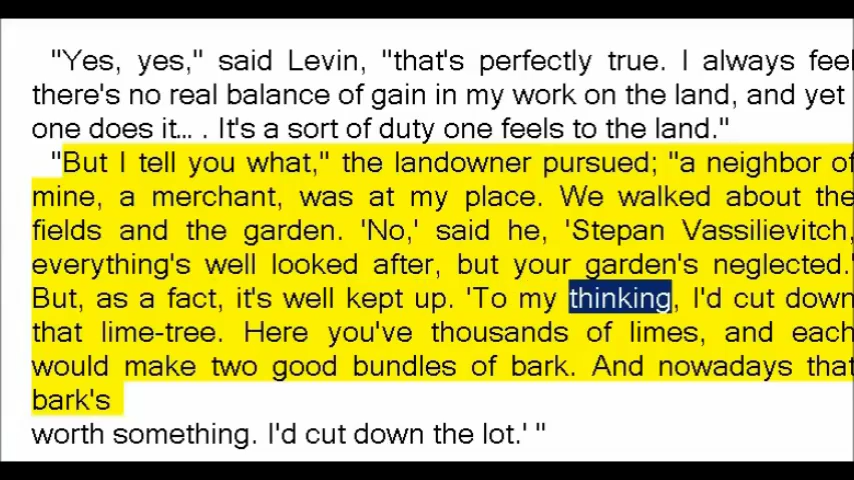 "Yes, yes," said Levin, "that's perfectly true. I always feel
there's no real balance of gain in my work on the land, and yet
one does it... . It's a sort of duty one feels to the land."
"But I tell you what," the landowner pursued; "a neighbor of
mine, a merchant, was at my place. We walked about the
fields and the garden. 'No,' said he, 'Stepan Vassilievitch,
everything's well looked after, but your garden's neglected.'
But, as a fact, it's well kept up. 'To my thinking, I'd cut down
that lime-tree. Here you've thousands of limes, and each
would make two good bundles of bark. And nowadays that
bark's
worth something. I'd cut down the lot.' "